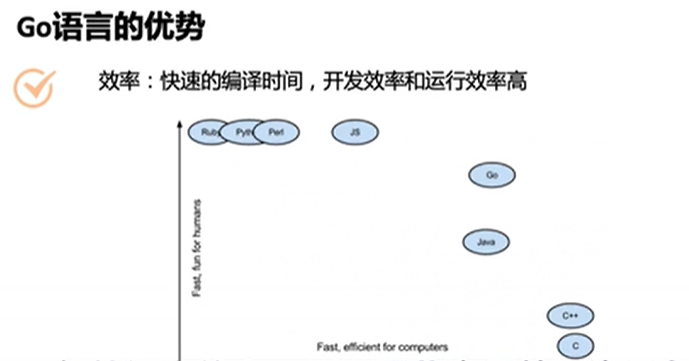 Go语言的优势
效率：快速的编译时间，开发效率和运行效率高
Perl
JS
Go
Java
C++
C
Fast, fun for humans
Fast, efficient for computers